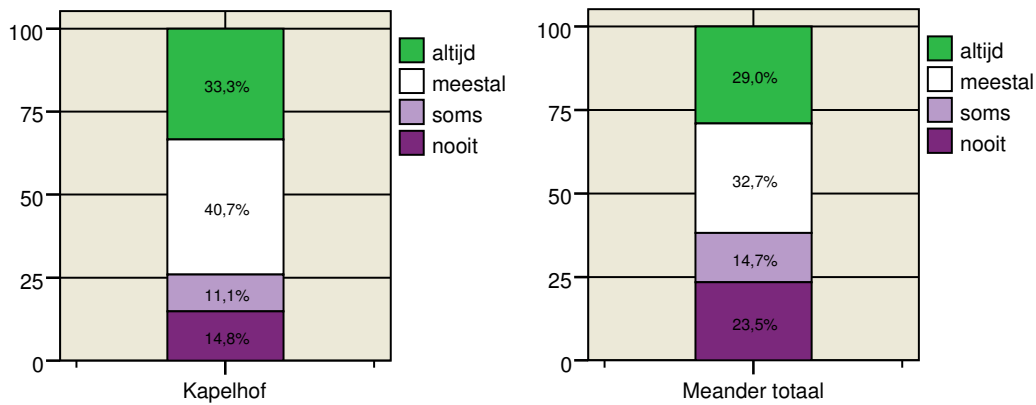 100
75
50
25
0
33,3%
40,7%
11,1%
14,8%
Kapelhof
altijd
meestal
soms
nooit
100
75
50
25
0
29,0%
32,7%
14,7%
23,5%
Meander totaal
altijd
meestal
soms
nooit